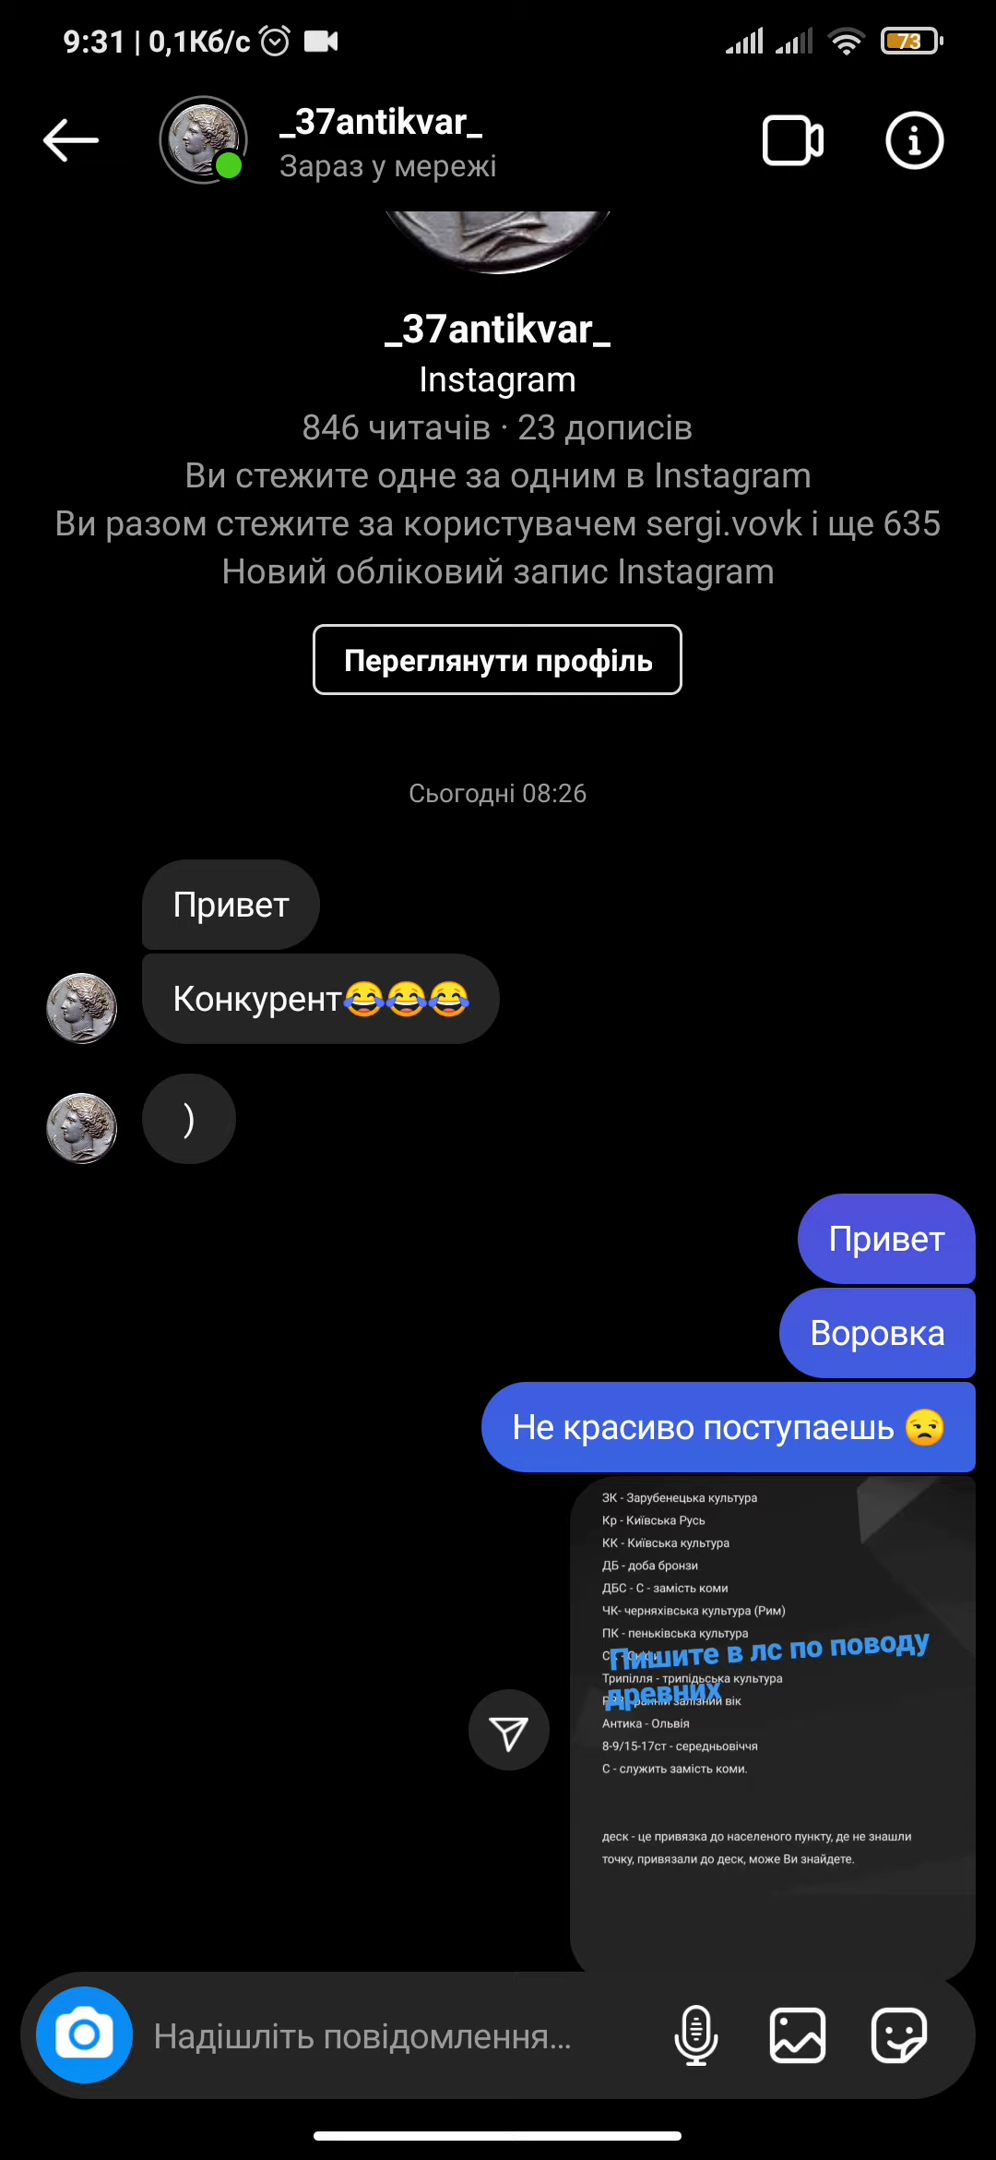 9:31 | 0,1Кб/с
73
_37antikvar_
Зараз у мережі
_37antikvar_
Instagram
846 читачів · 23 дописів
Ви стежите одне за одним в Instagram
Ви разом стежите за користувачем sergi.vovk і ще 635
Новий обліковий запис Instagram
Переглянути профіль
Сьогодні 08:26
Привет
Конкурент😂😂😂
)
Привет
Воровка
Не красиво поступаешь 😒
ЗК - Зарубенецька культура
Кр - Київська Русь
КК - Київська культура
ДБ - доба бронзи
ДБС - С - замість коми
ЧК- черняхівська культура (Рим)
ПК - пеньківська культура
Пишите в лс по поводу
Трипілля - трипідьська культура
древних
залізний вік
Антика - Ольвія
8-9/15-17ст - середньовіччя
С - служить замість коми.
деск - це привязка до населеного пункту, де не знашли
точку, привязали до деск, може Ви знайдете.
Надішліть повідомлення...